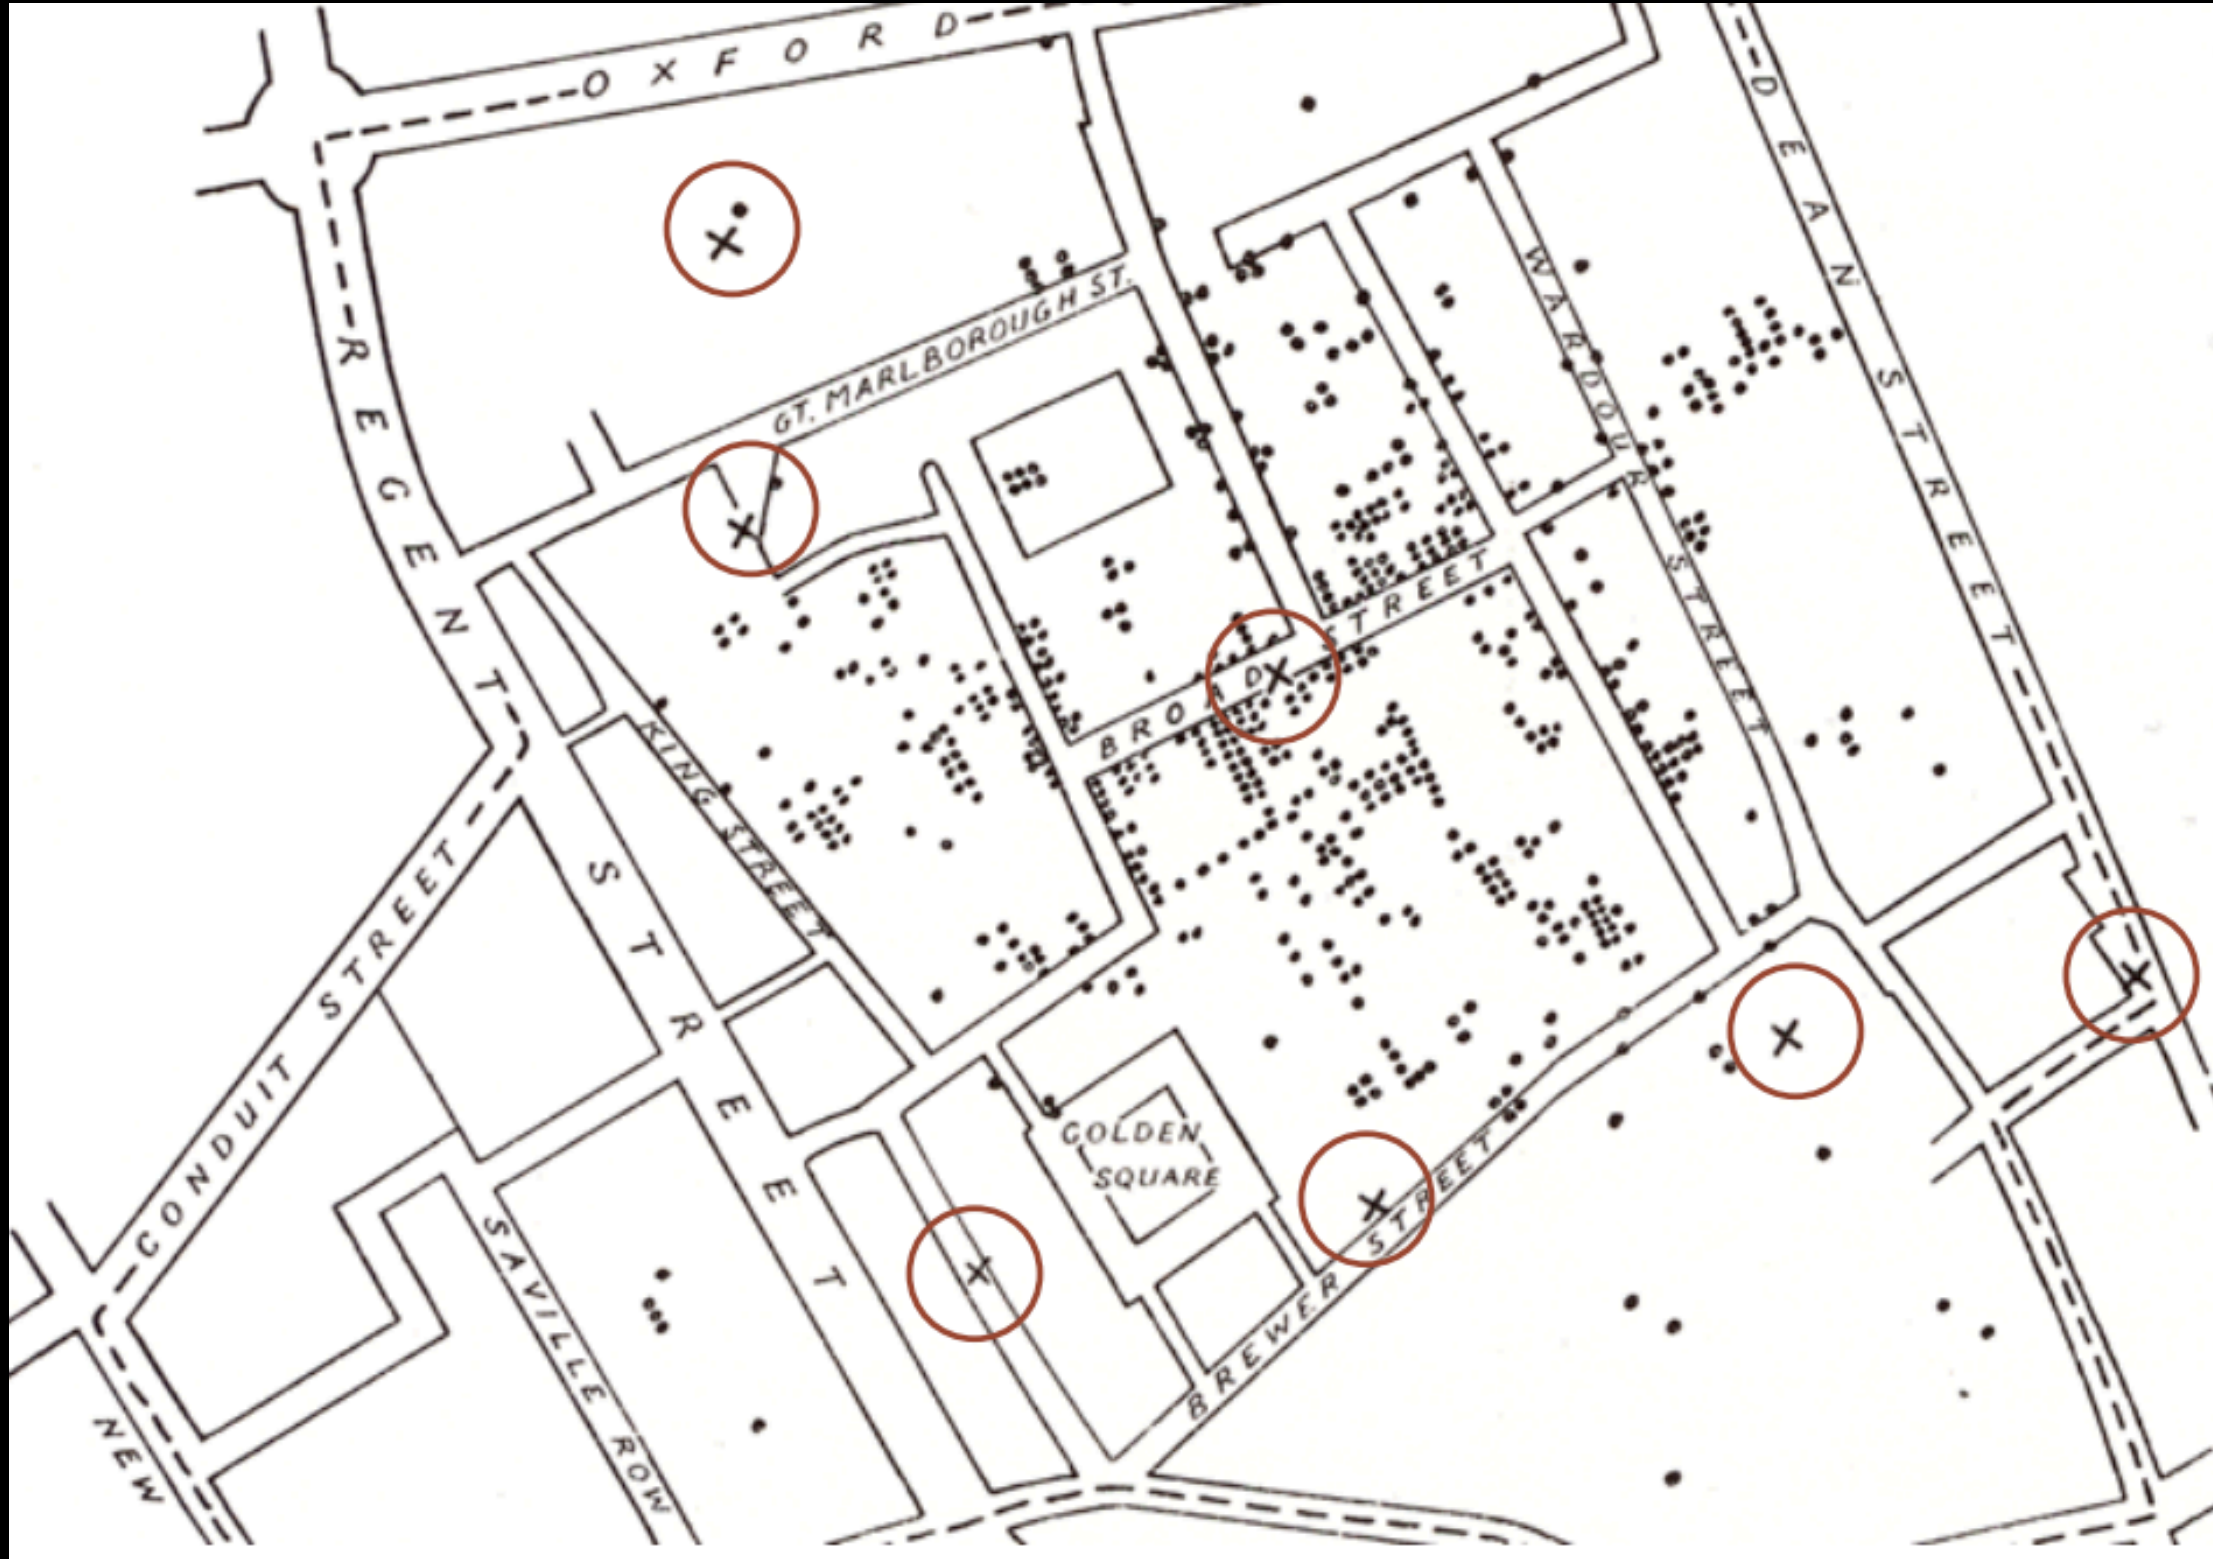 OXFORD
REGENT STREET
GT. MARLBOROUGH ST.
DEAN STREET
WARDOUR STREET
BROAD STREET
KING STREET
CONDUIT STREET
GOLDEN
SQUARE
BREWER STREET
SAVILLE ROW
NEW